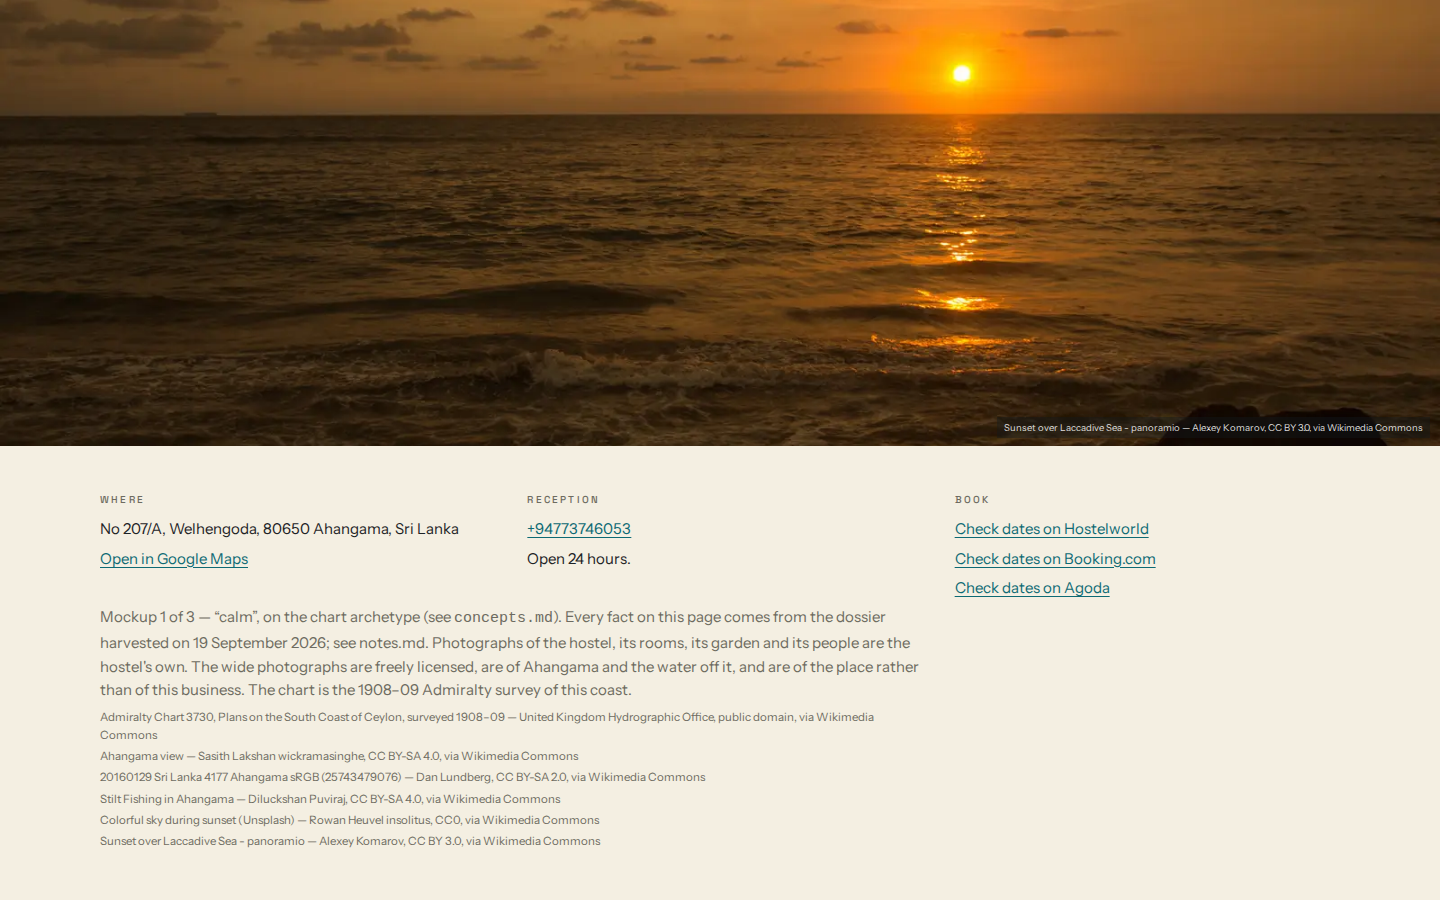 Sunset over Laccadive Sea - panoramio — Alexey Komarov, CC BY 3.0, via Wikimedia Commons
WHERE
No 207/A, Welhengoda, 80650 Ahangama, Sri Lanka
Open in Google Maps
RECEPTION
+94773746053
Open 24 hours.
BOOK
Check dates on Hostelworld
Check dates on Booking.com
Check dates on Agoda
Mockup 1 of 3 — “calm”, on the chart archetype (see concepts.md). Every fact on this page comes from the dossier
harvested on 19 September 2026; see notes.md. Photographs of the hostel, its rooms, its garden and its people are the
hostel's own. The wide photographs are freely licensed, are of Ahangama and the water off it, and are of the place rather
than of this business. The chart is the 1908–09 Admiralty survey of this coast.
Admiralty Chart 3730, Plans on the South Coast of Ceylon, surveyed 1908–09 — United Kingdom Hydrographic Office, public domain, via Wikimedia
Commons
Ahangama view — Sasith Lakshan wickramasinghe, CC BY-SA 4.0, via Wikimedia Commons
20160129 Sri Lanka 4177 Ahangama sRGB (25743479076) — Dan Lundberg, CC BY-SA 2.0, via Wikimedia Commons
Stilt Fishing in Ahangama — Diluckshan Puviraj, CC BY-SA 4.0, via Wikimedia Commons
Colorful sky during sunset (Unsplash) — Rowan Heuvel insolitus, CC0, via Wikimedia Commons
Sunset over Laccadive Sea - panoramio — Alexey Komarov, CC BY 3.0, via Wikimedia Commons